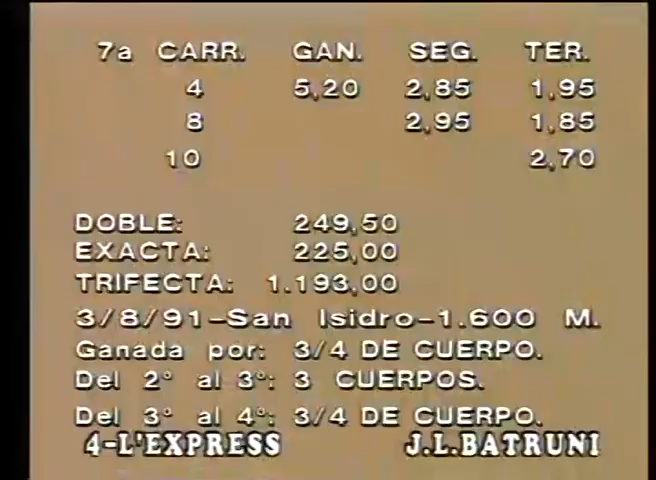 7a CARR. GAN. SEG. TER.
4 5,20 2,85 1,95
8 2,95 1,85
10 2,70
DOBLE: 249,50
EXACTA: 225,00
TRIFECTA: 1.193,00
3/8/91-San Isidro-1.600 M.
Ganada por: 3/4 DE CUERPO.
Del 2° al 3°: 3 CUERPOS.
Del 3° al 4°: 3/4 DE CUERPO.
4-L'EXPRESS J.L.BATRUNI